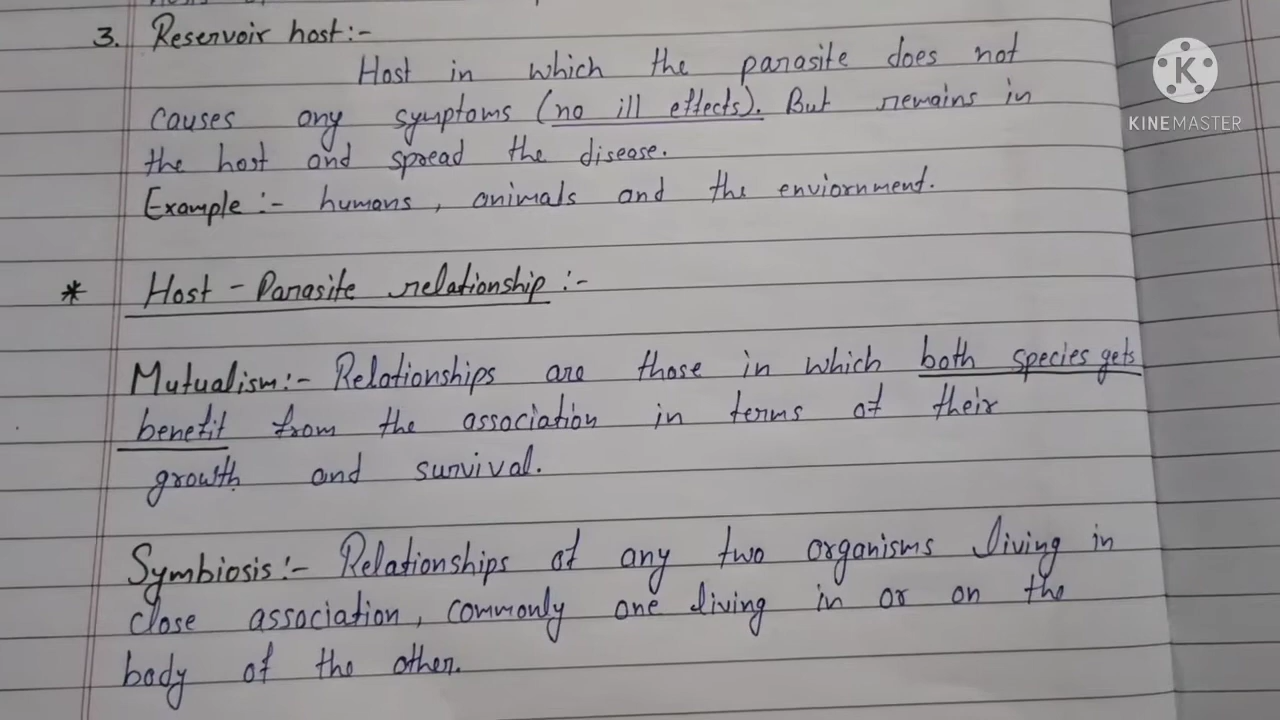 3. Reservoir host:-
Host in which the parasite does not
causes any symptoms (no ill effects). But remains in
the host and spread the disease.
Example :- humans, animals and the enviornment.
* Host - Parasite relationship :-
Mutualism:- Relationships are those in which both species gets
benefit from the association in terms of their
growth and survival.
Symbiosis:- Relationships of any two organisms living in
close association, commonly one living in or on the
body of the other.
K
KINEMASTER